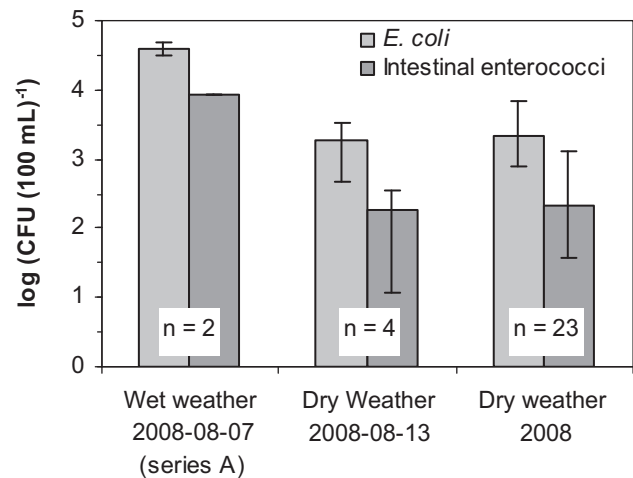 log (CFU (100 mL)⁻¹)
5
4
3
2
1
0
E. coli
Intestinal enterococci
n = 2
n = 4
n = 23
Wet weather
2008-08-07
(series A)
Dry Weather
2008-08-13
Dry weather
2008